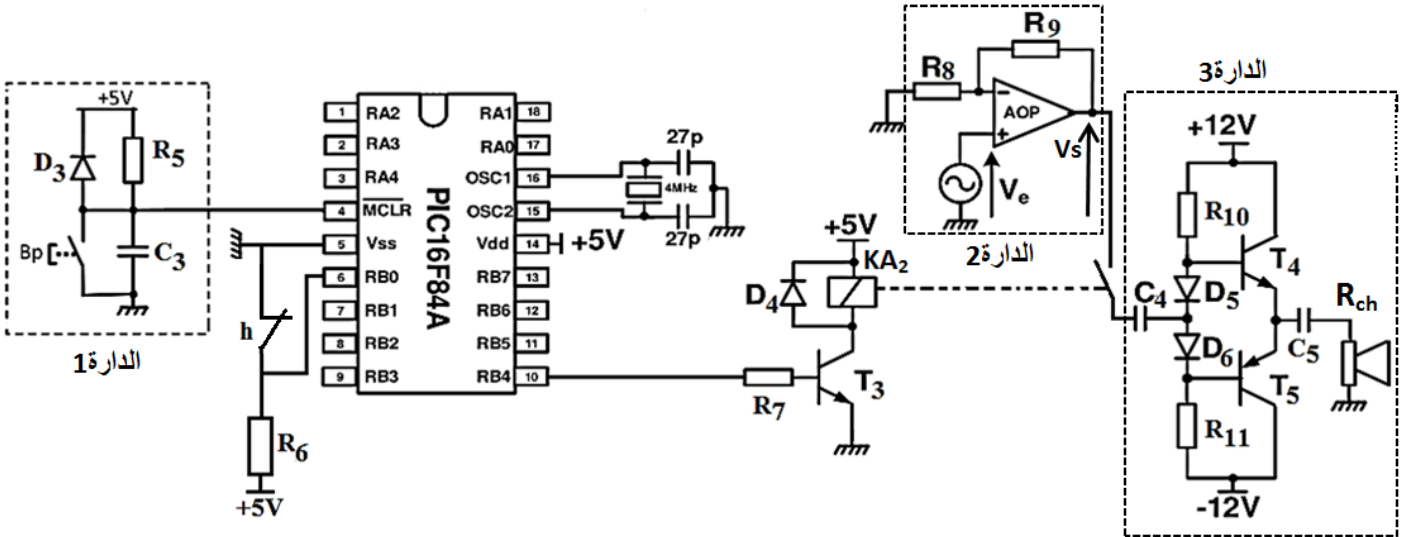 +5V
D3
R5
Bp
C3
الدارة1
h
R6
+5V
PIC16F84A
1 RA2
2 RA3
3 RA4
4 MCLR
5 Vss
6 RB0
7 RB1
8 RB2
9 RB3
RA1 18
RA0 17
OSC1 16
OSC2 15
Vdd 14
RB7 13
RB6 12
RB5 11
RB4 10
27p
4MHz
27p
+5V
R7
+5V
KA2
D4
T3
R9
R8
-
AOP
+
Ve
Vs
الدارة2
الدارة3
+12V
R10
T4
C4
D5
D6
C5
Rch
T5
R11
-12V